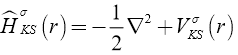 Ĥ^σ_KS(r) = −1/2 ∇² + V^σ_KS(r)